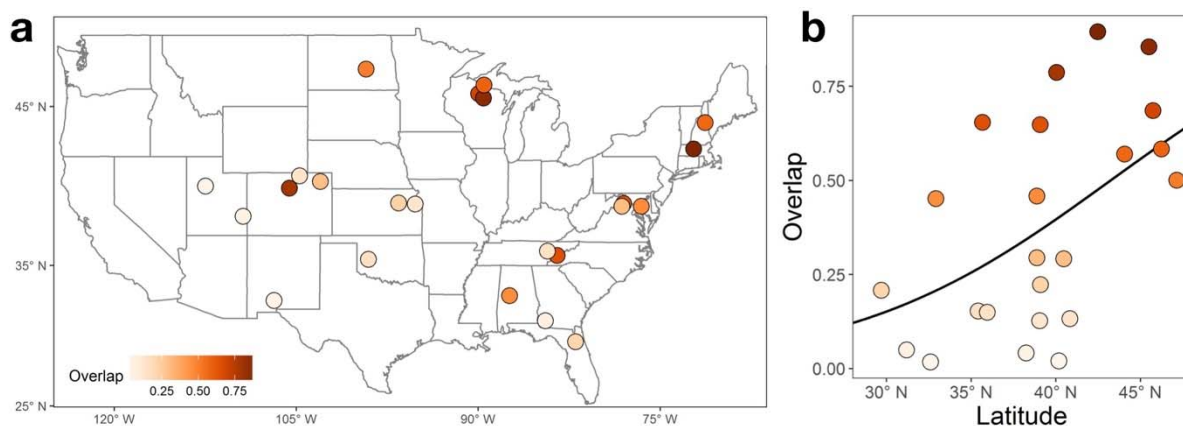 a
45° N
35° N
25° N
Overlap
0.25 0.50 0.75
120° W 105° W 90° W 75° W
b
Overlap
0.75
0.50
0.25
0.00
30° N 35° N 40° N 45° N
Latitude